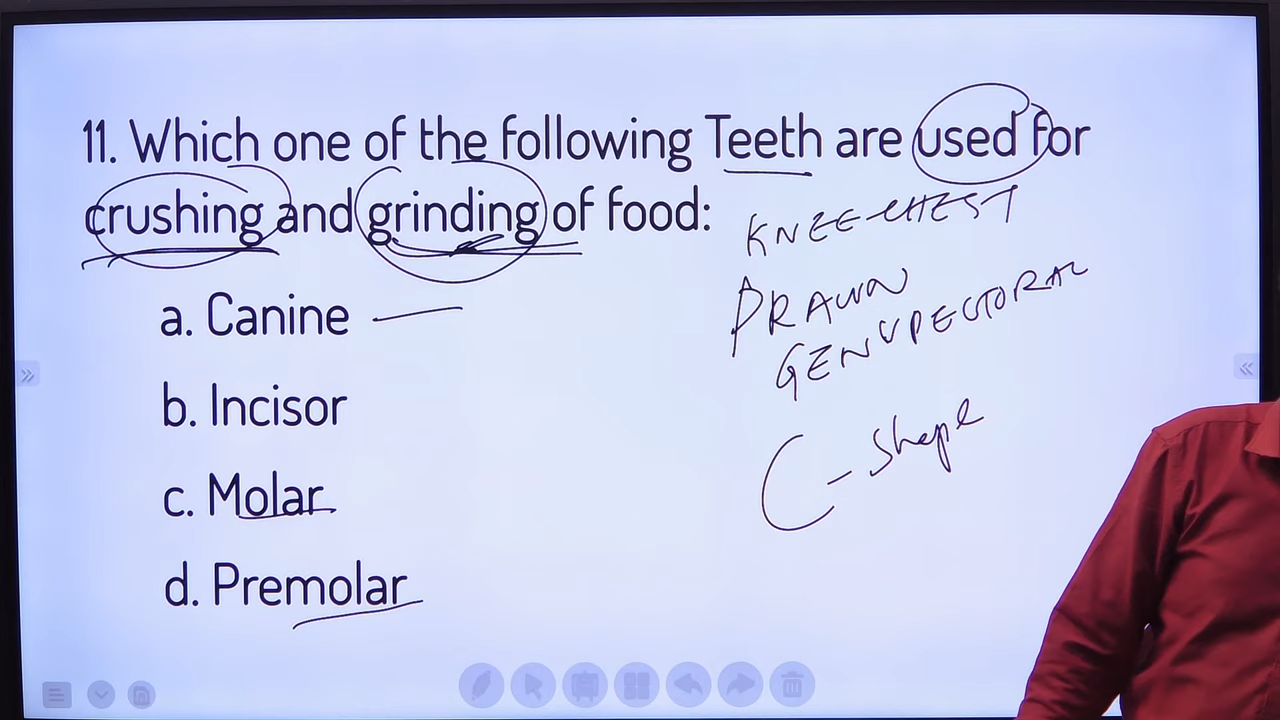 11. Which one of the following Teeth are used for
crushing and grinding of food:
a. Canine
b. Incisor
c. Molar
d. Premolar
KNEE-CHEST
PRAWN
GENUPECTORAL
C - Shape